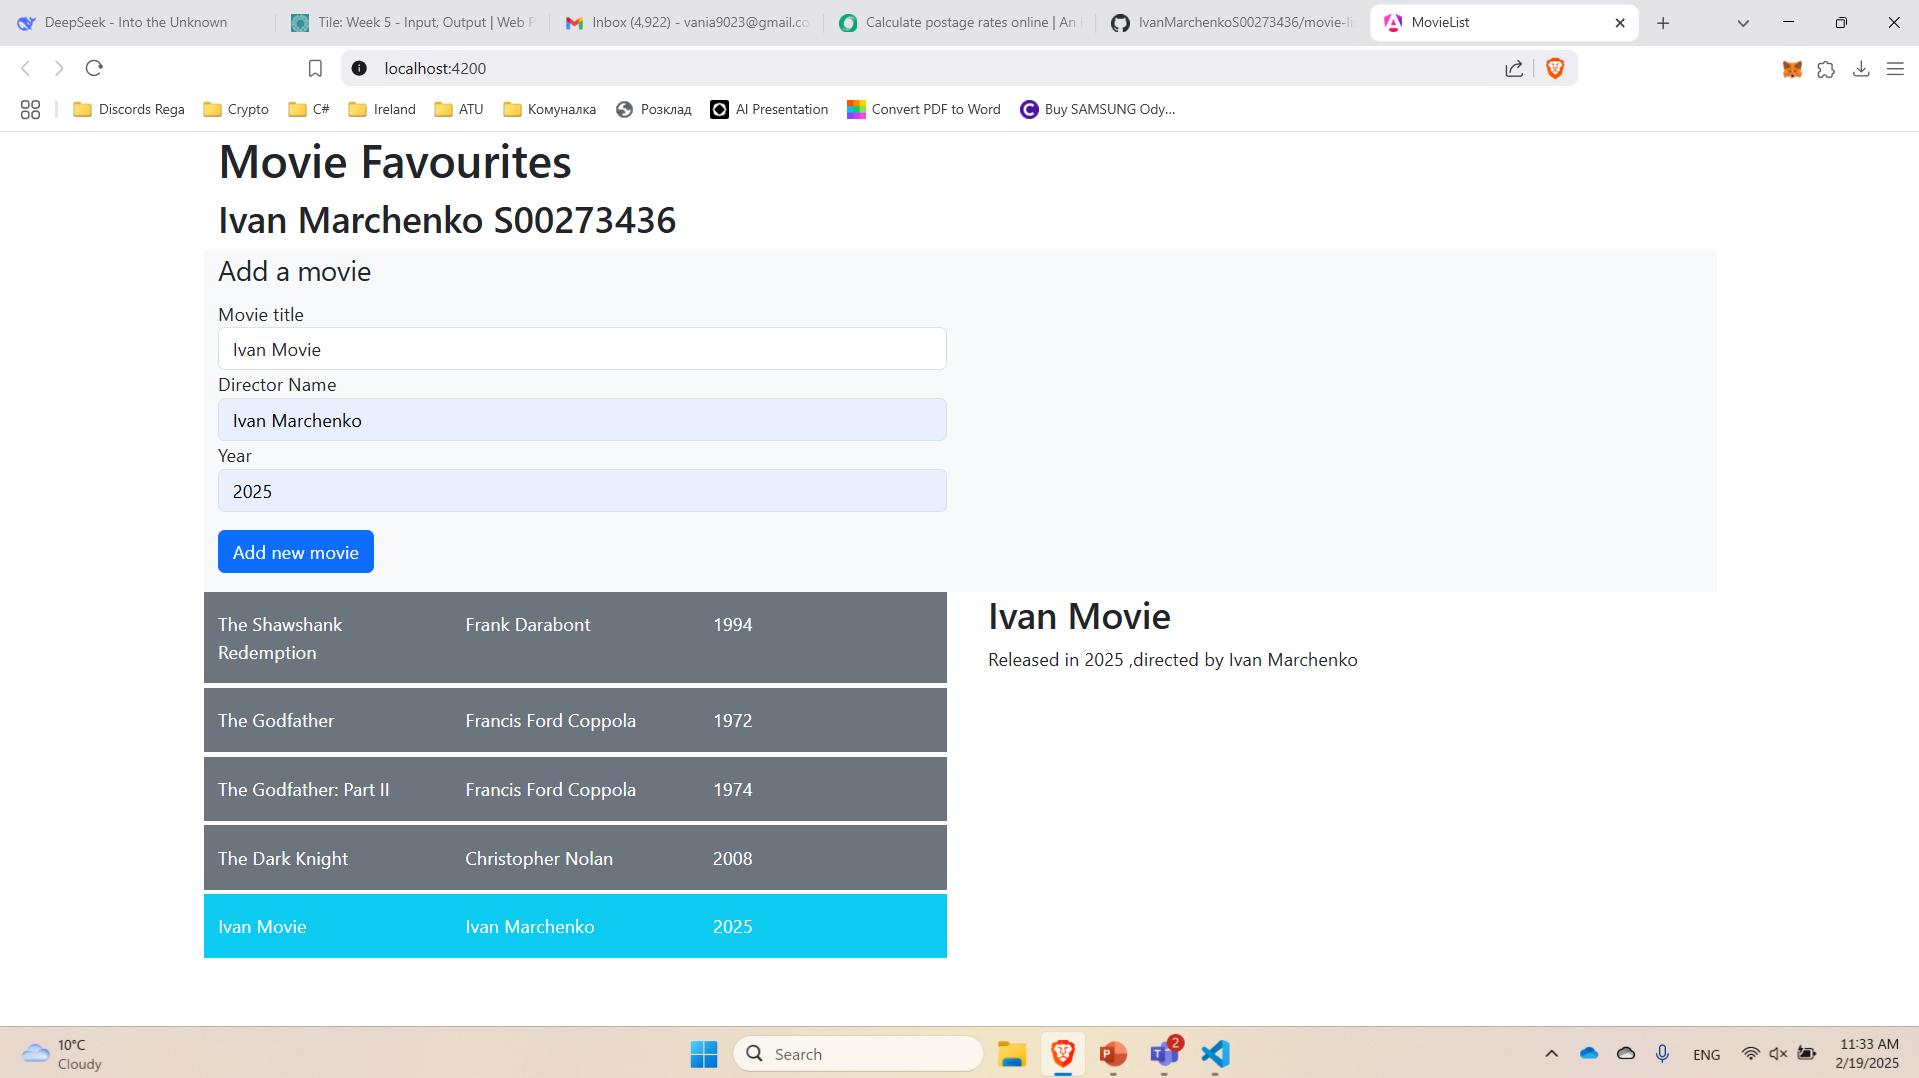 DeepSeek - Into the Unknown
Tile: Week 5 - Input, Output | Web P
Inbox (4,922) - vania9023@gmail.co
Calculate postage rates online | An
IvanMarchenkoS00273436/movie-li
MovieList
localhost:4200
Discords Rega
Crypto
C#
Ireland
ATU
Комуналка
Розклад
AI Presentation
Convert PDF to Word
Buy SAMSUNG Ody...
Movie Favourites
Ivan Marchenko S00273436
Add a movie
Movie title
Ivan Movie
Director Name
Ivan Marchenko
Year
2025
Add new movie
The Shawshank Redemption Frank Darabont 1994
The Godfather Francis Ford Coppola 1972
The Godfather: Part II Francis Ford Coppola 1974
The Dark Knight Christopher Nolan 2008
Ivan Movie Ivan Marchenko 2025
Ivan Movie
Released in 2025 ,directed by Ivan Marchenko
10°C
Cloudy
Search
2
ENG
11:33 AM
2/19/2025